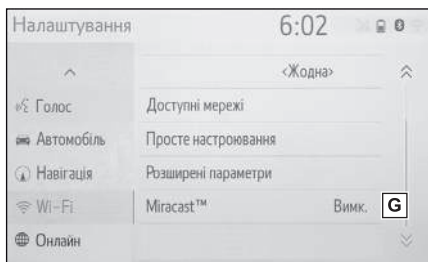 Налаштування 6:02
<Жодна>
Голос Доступні мережі
Автомобіль Просте настроювання
Навігація Розширені параметри
Wi-Fi Miracast™ Вимк. G
Онлайн